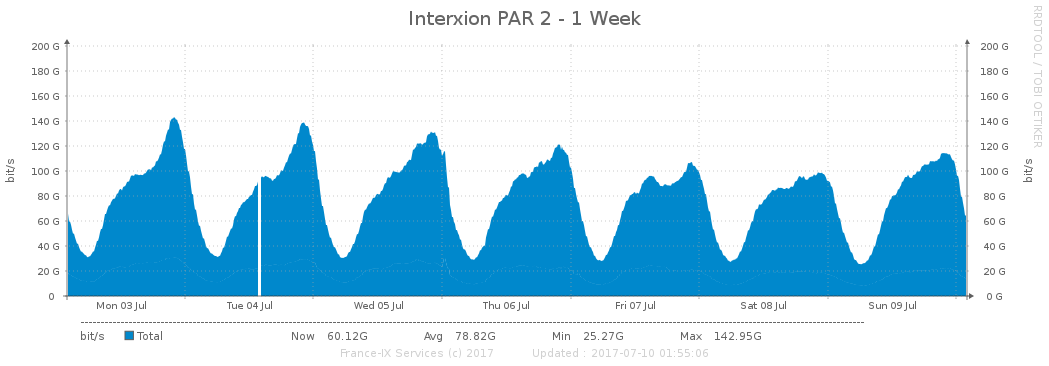 Interxion PAR 2 - 1 Week
RRDTOOL / TOBI OETIKER
bit/s
200 G
180 G
160 G
140 G
120 G
100 G
80 G
60 G
40 G
20 G
0
200 G
180 G
160 G
140 G
120 G
100 G
80 G
60 G
40 G
20 G
0 G
bit/s
Mon 03 Jul Tue 04 Jul Wed 05 Jul Thu 06 Jul Fri 07 Jul Sat 08 Jul Sun 09 Jul
bit/s Total Now 60.12G Avg 78.82G Min 25.27G Max 142.95G
France-IX Services (c) 2017 Updated : 2017-07-10 01:55:06